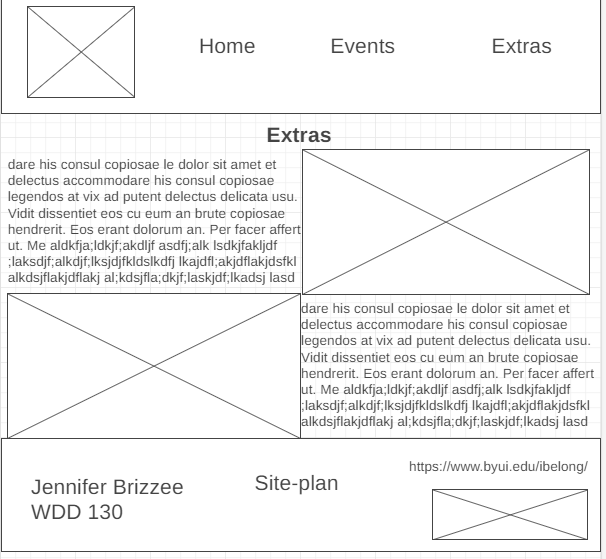 Home Events Extras
Extras
dare his consul copiosae le dolor sit amet et
delectus accommodare his consul copiosae
legendos at vix ad putent delectus delicata usu.
Vidit dissentiet eos cu eum an brute copiosae
hendrerit. Eos erant dolorum an. Per facer affert
ut. Me aldkfja;ldkjf;akdljf asdfj;alk lsdkjfakljdf
;laksdjf;alkdjf;lksjdjfkldslkdfj lkajdfl;akjdflakjdsfkl
alkdsjflakjdflakj al;kdsjfla;dkjf;laskjdf;lkadsj lasd
dare his consul copiosae le dolor sit amet et
delectus accommodare his consul copiosae
legendos at vix ad putent delectus delicata usu.
Vidit dissentiet eos cu eum an brute copiosae
hendrerit. Eos erant dolorum an. Per facer affert
ut. Me aldkfja;ldkjf;akdljf asdfj;alk lsdkjfakljdf
;laksdjf;alkdjf;lksjdjfkldslkdfj lkajdfl;akjdflakjdsfkl
alkdsjflakjdflakj al;kdsjfla;dkjf;laskjdf;lkadsj lasd
Jennifer Brizzee
WDD 130
Site-plan
https://www.byui.edu/ibelong/